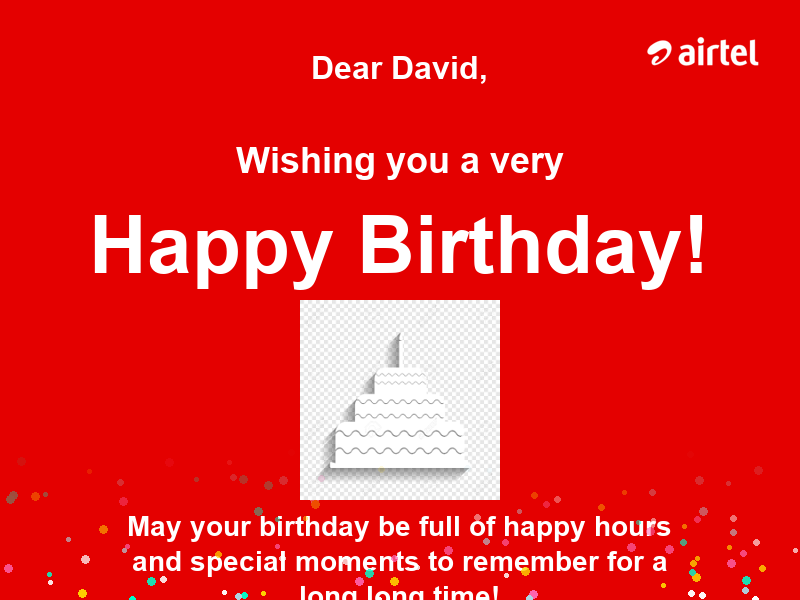 airtel
Dear David,
Wishing you a very
Happy Birthday!
May your birthday be full of happy hours
and special moments to remember for a
long long time!